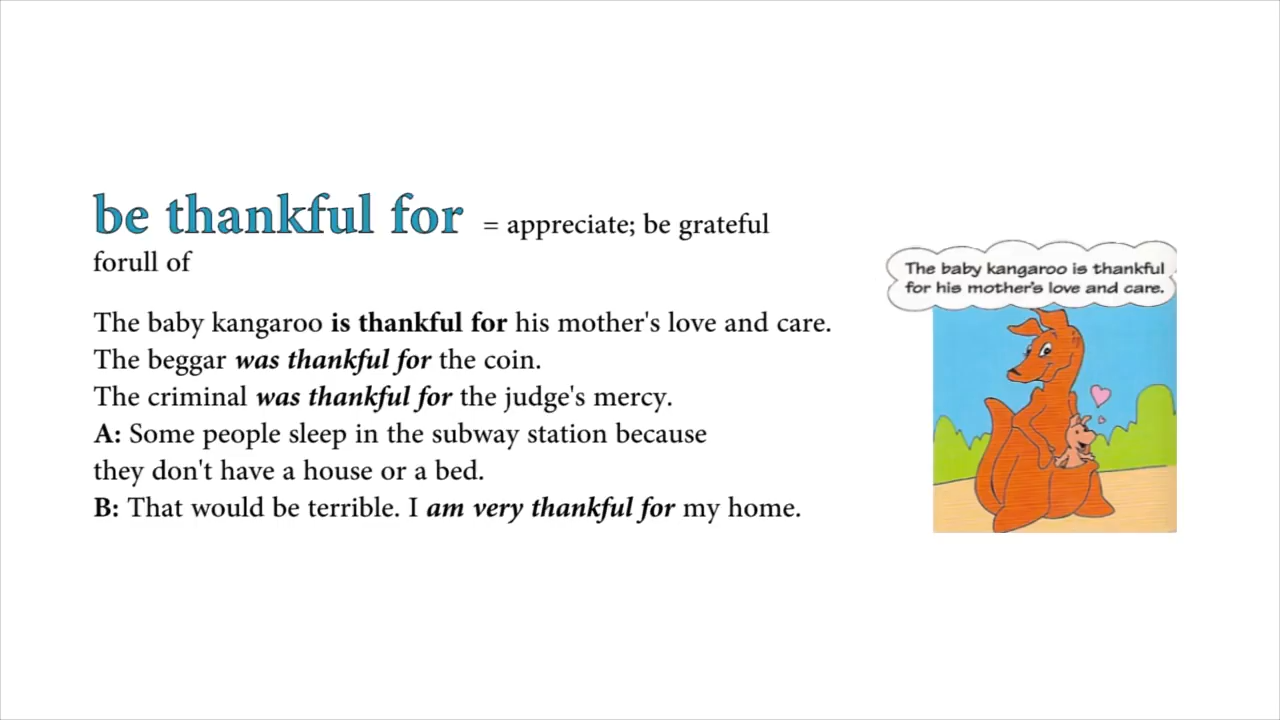 be thankful for = appreciate; be grateful
forull of
The baby kangaroo is thankful for his mother's love and care.
The beggar was thankful for the coin.
The criminal was thankful for the judge's mercy.
A: Some people sleep in the subway station because
they don't have a house or a bed.
B: That would be terrible. I am very thankful for my home.
The baby kangaroo is thankful
for his mother's love and care.